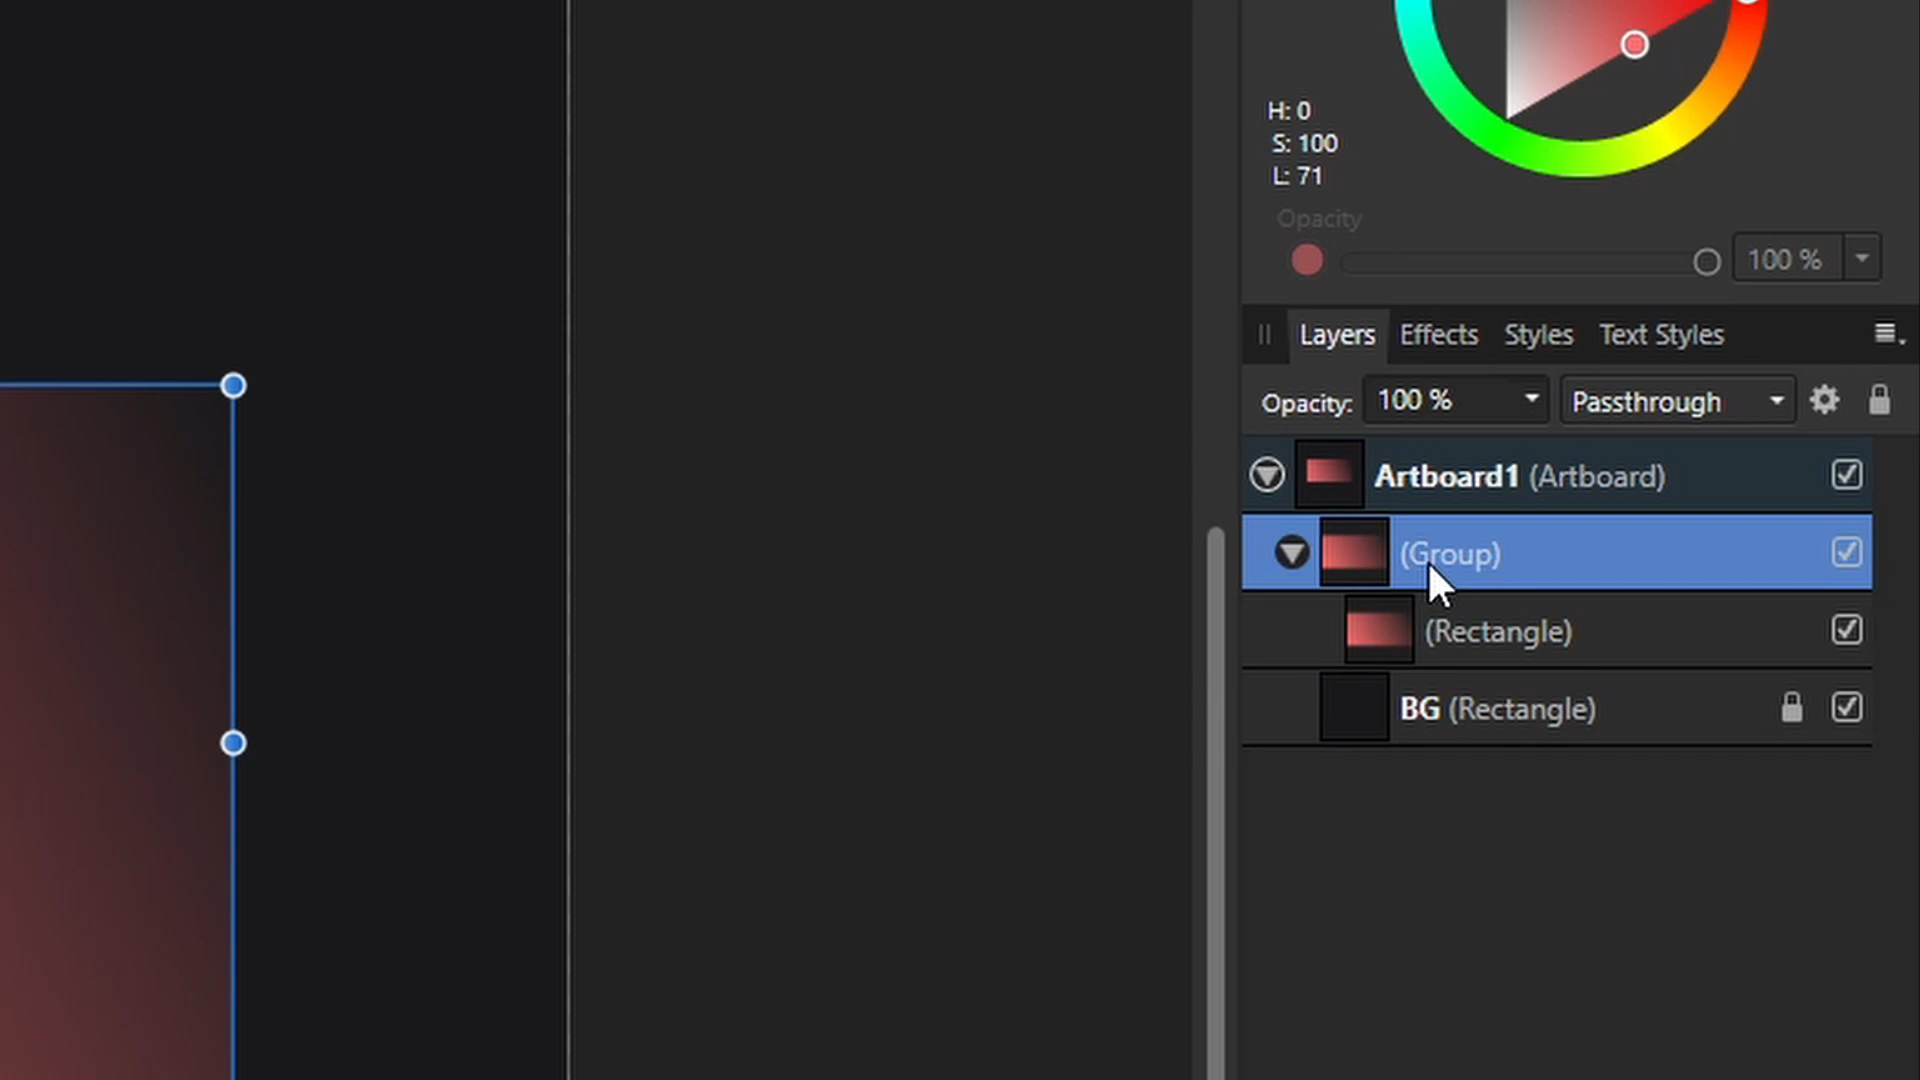 H: 0
S: 100
L: 71
Opacity
100 %
Layers Effects Styles Text Styles
Opacity: 100 % Passthrough
Artboard1 (Artboard)
(Group)
(Rectangle)
BG (Rectangle)